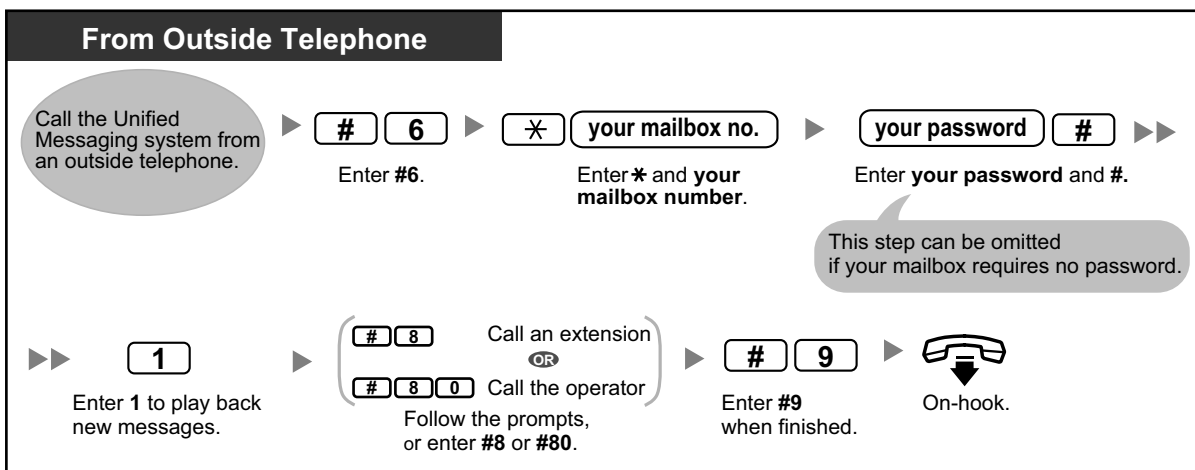 From Outside Telephone
Call the Unified
Messaging system from
an outside telephone.
# 6
Enter #6.
* your mailbox no.
Enter * and your
mailbox number.
your password #
Enter your password and #.
This step can be omitted
if your mailbox requires no password.
1
Enter 1 to play back
new messages.
# 8 Call an extension
OR
# 8 0 Call the operator
Follow the prompts,
or enter #8 or #80.
# 9
Enter #9
when finished.
On-hook.